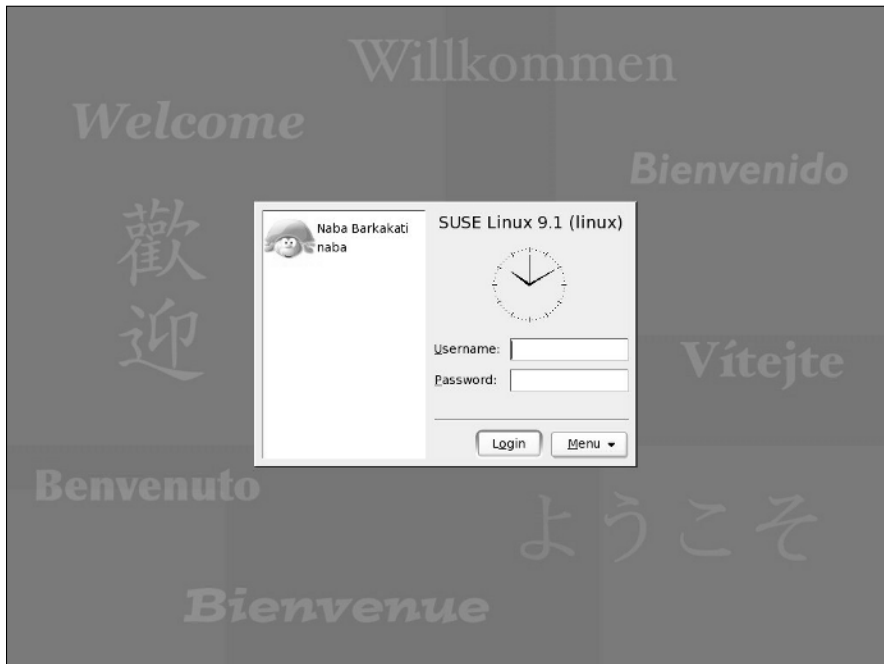 Willkommen
Welcome
Bienvenido
歡
迎
Naba Barkakati
naba
SUSE Linux 9.1 (linux)
Username:
Password:
Login
Menu
Vítejte
Benvenuto
ようこそ
Bienvenue